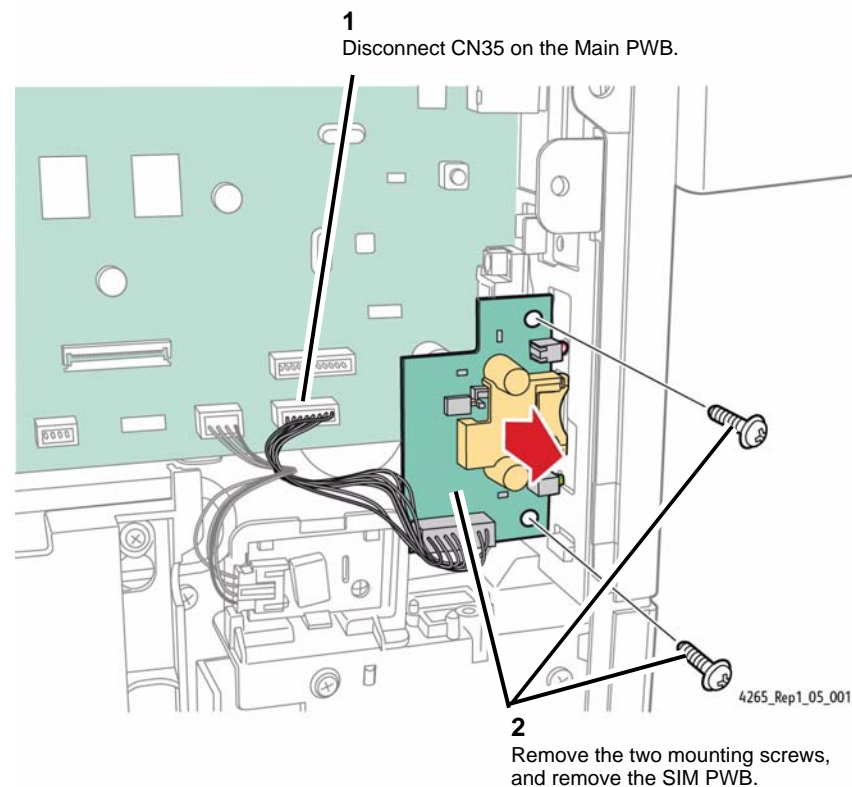 1
Disconnect CN35 on the Main PWB.
4265_Rep1_05_001
2
Remove the two mounting screws,
and remove the SIM PWB.